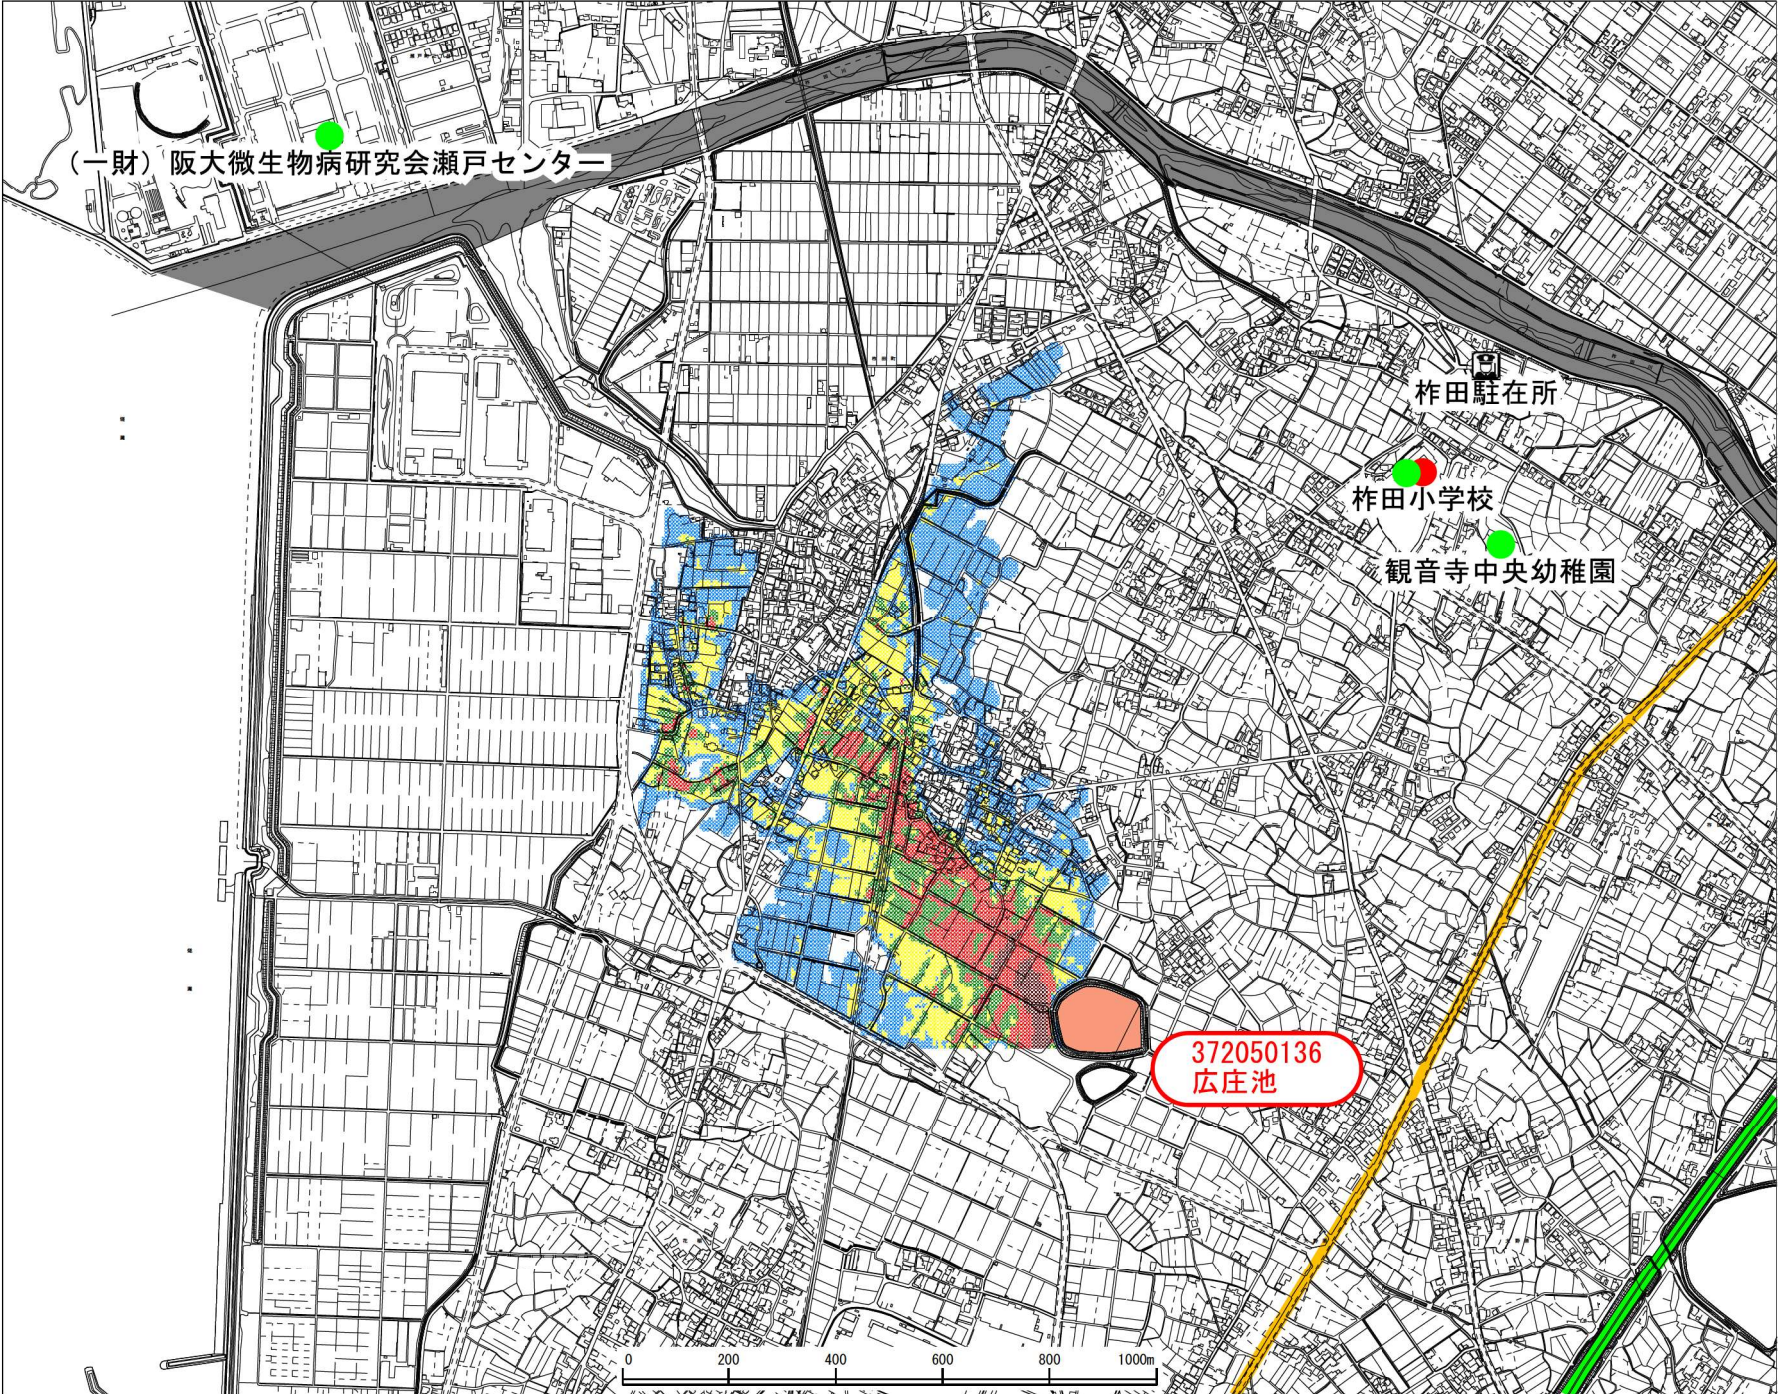 （一財）阪大微生物病研究会瀬戸センター
柞田駐在所
柞田小学校
観音寺中央幼稚園
372050136
広庄池
0 200 400 600 800 1000m